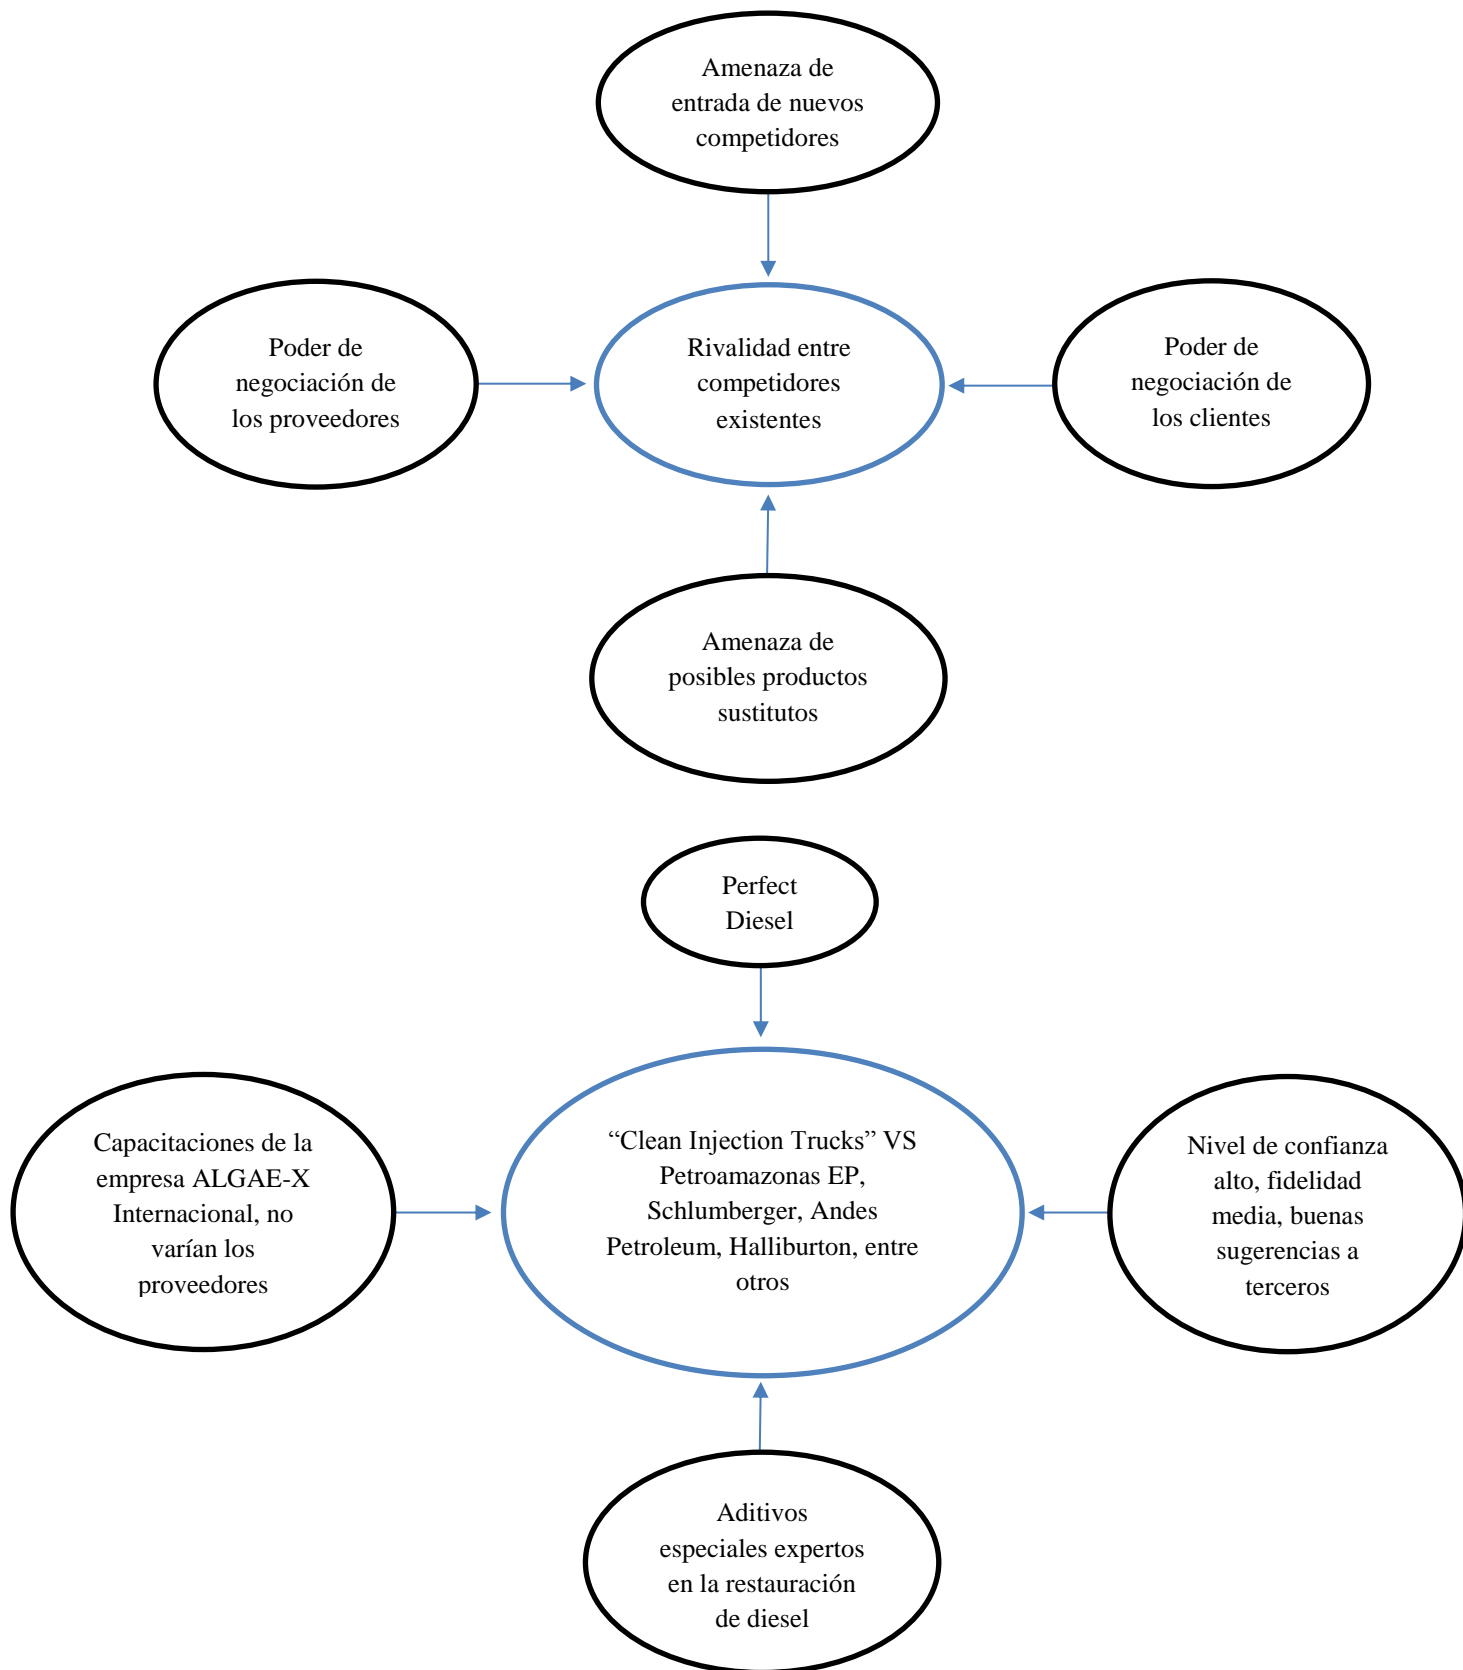 Amenaza de
entrada de nuevos
competidores
Poder de
negociación de
los proveedores
Rivalidad entre
competidores
existentes
Poder de
negociación de
los clientes
Amenaza de
posibles productos
sustitutos
Perfect
Diesel
Capacitaciones de la
empresa ALGAE-X
Internacional, no
varían los
proveedores
“Clean Injection Trucks” VS
Petroamazonas EP,
Schlumberger, Andes
Petroleum, Halliburton, entre
otros
Nivel de confianza
alto, fidelidad
media, buenas
sugerencias a
terceros
Aditivos
especiales expertos
en la restauración
de diesel